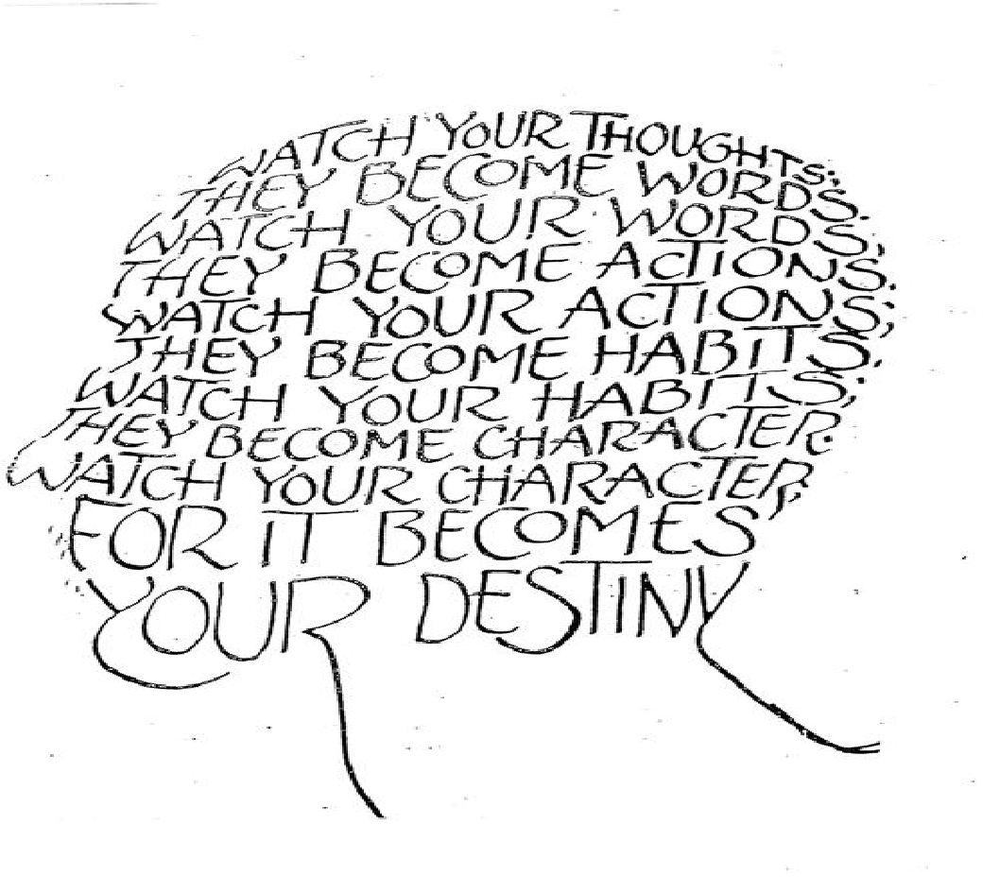 WATCH YOUR THOUGHTS;
THEY BECOME WORDS.
WATCH YOUR WORDS;
THEY BECOME ACTIONS.
WATCH YOUR ACTIONS;
THEY BECOME HABITS.
WATCH YOUR HABITS;
THEY BECOME CHARACTER.
WATCH YOUR CHARACTER,
FOR IT BECOMES
YOUR DESTINY